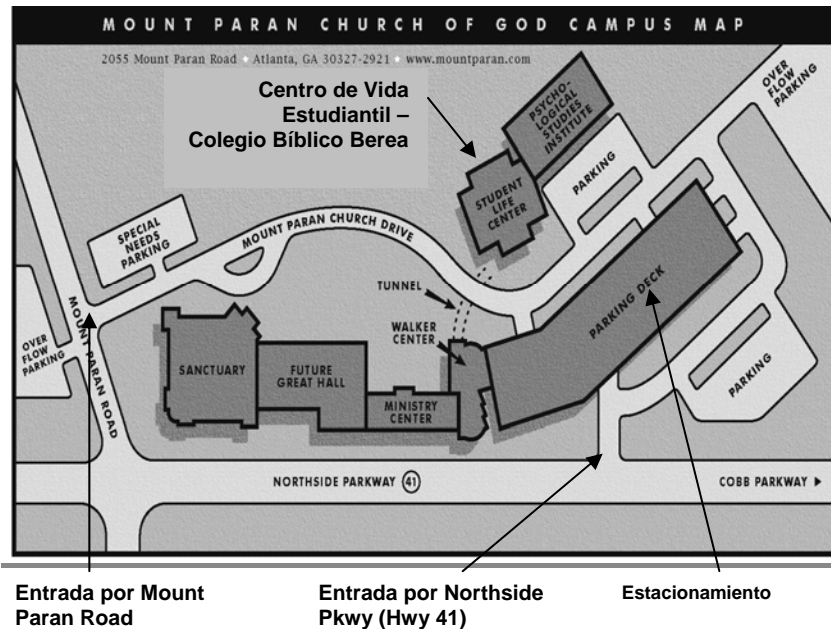 MOUNT PARAN CHURCH OF GOD CAMPUS MAP
2055 Mount Paran Road • Atlanta, GA 30327-2921 • www.mountparan.com
Centro de Vida
Estudiantil –
Colegio Bíblico Berea
PSYCHO-
LOGICAL
STUDIES
INSTITUTE
OVER
FLOW
PARKING
PARKING
STUDENT
LIFE
CENTER
SPECIAL
NEEDS
PARKING
MOUNT PARAN CHURCH DRIVE
TUNNEL
WALKER
CENTER
PARKING DECK
OVER
FLOW
PARKING
MOUNT PARAN ROAD
SANCTUARY
FUTURE
GREAT HALL
MINISTRY
CENTER
PARKING
NORTHSIDE PARKWAY 41
COBB PARKWAY ▶
Entrada por Mount
Paran Road
Entrada por Northside
Pkwy (Hwy 41)
Estacionamiento